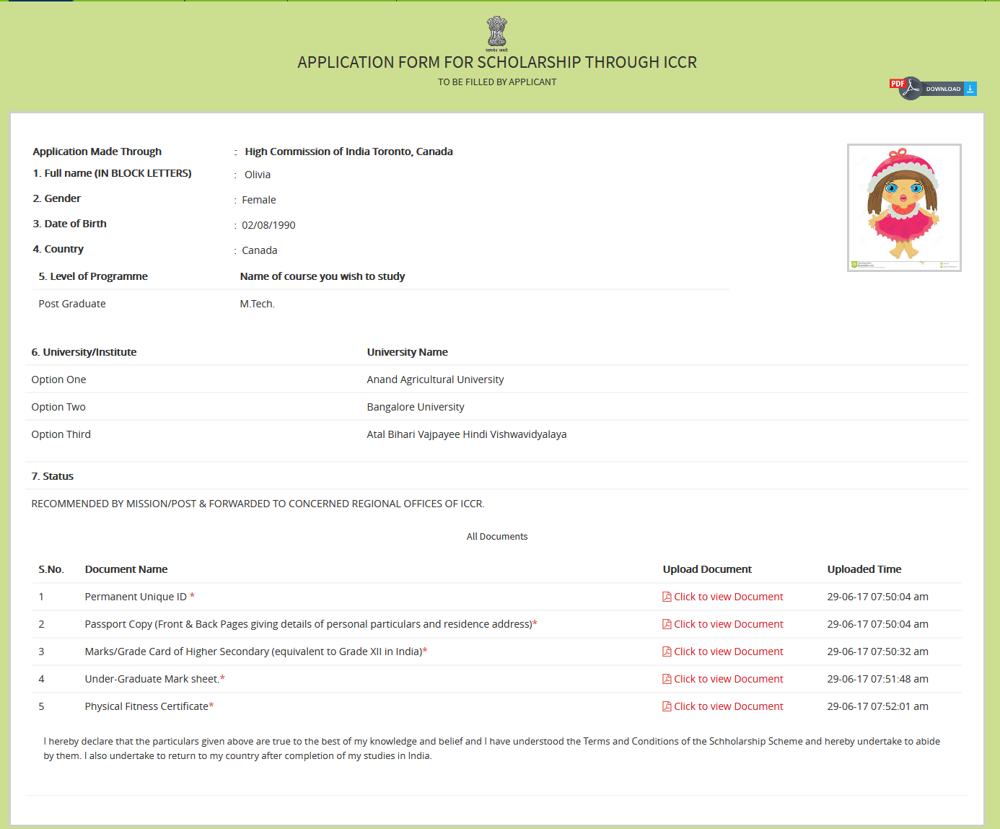 सत्यमेव जयते
APPLICATION FORM FOR SCHOLARSHIP THROUGH ICCR
TO BE FILLED BY APPLICANT
PDF DOWNLOAD
Application Made Through : High Commission of India Toronto, Canada
1. Full name (IN BLOCK LETTERS) : Olivia
2. Gender : Female
3. Date of Birth : 02/08/1990
4. Country : Canada
5. Level of Programme Name of course you wish to study
Post Graduate M.Tech.
6. University/Institute University Name
Option One Anand Agricultural University
Option Two Bangalore University
Option Third Atal Bihari Vajpayee Hindi Vishwavidyalaya
7. Status
RECOMMENDED BY MISSION/POST & FORWARDED TO CONCERNED REGIONAL OFFICES OF ICCR.
All Documents
S.No. Document Name Upload Document Uploaded Time
1 Permanent Unique ID * Click to view Document 29-06-17 07:50:04 am
2 Passport Copy (Front & Back Pages giving details of personal particulars and residence address)* Click to view Document 29-06-17 07:50:04 am
3 Marks/Grade Card of Higher Secondary (equivalent to Grade XII in India)* Click to view Document 29-06-17 07:50:32 am
4 Under-Graduate Mark sheet.* Click to view Document 29-06-17 07:51:48 am
5 Physical Fitness Certificate* Click to view Document 29-06-17 07:52:01 am
I hereby declare that the particulars given above are true to the best of my knowledge and belief and I have understood the Terms and Conditions of the Schholarship Scheme and hereby undertake to abide
by them. I also undertake to return to my country after completion of my studies in India.